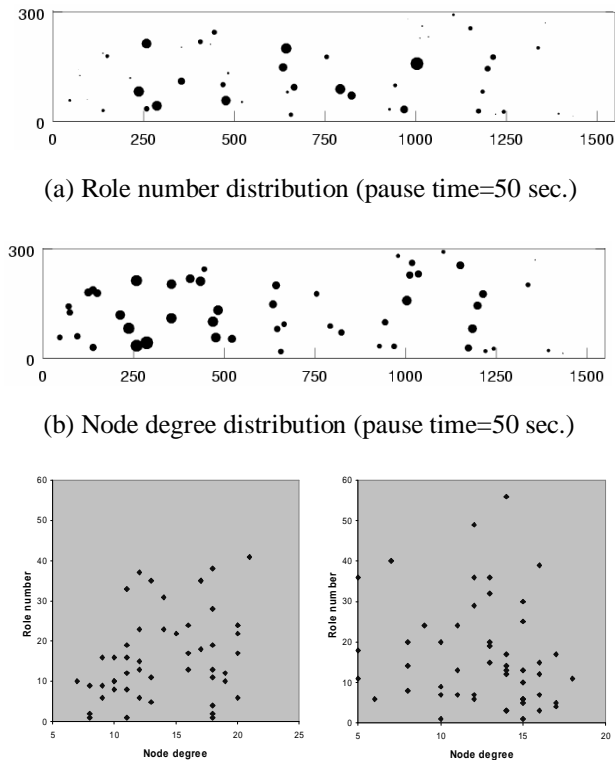 300
0
0 250 500 750 1000 1250 1500
(a) Role number distribution (pause time=50 sec.)
300
0
0 250 500 750 1000 1250 1500
(b) Node degree distribution (pause time=50 sec.)
60
50
40
30
20
10
0
Role number
5 10 15 20 25
Node degree
60
50
40
30
20
10
0
Role number
5 10 15 20
Node degree